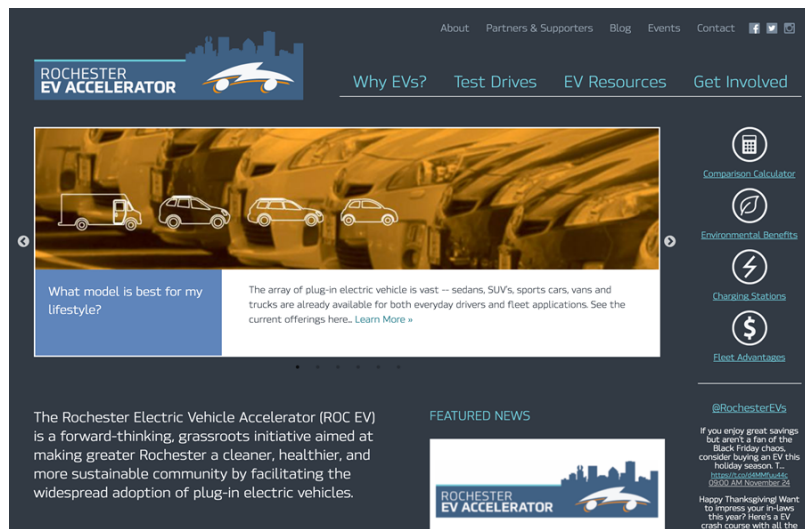 About Partners & Supporters Blog Events Contact
ROCHESTER
EV ACCELERATOR
Why EVs? Test Drives EV Resources Get Involved
What model is best for my
lifestyle?
The array of plug-in electric vehicle is vast -- sedans, SUV's, sports cars, vans and
trucks are already available for both everyday drivers and fleet applications. See the
current offerings here... Learn More »
Comparison Calculator
Environmental Benefits
Charging Stations
$
Fleet Advantages
The Rochester Electric Vehicle Accelerator (ROC EV)
is a forward-thinking, grassroots initiative aimed at
making greater Rochester a cleaner, healthier, and
more sustainable community by facilitating the
widespread adoption of plug-in electric vehicles.
FEATURED NEWS
ROCHESTER
EV ACCELERATOR
@RochesterEVs
If you enjoy great savings
but aren't a fan of the
Black Friday chaos,
consider buying an EV this
holiday season. T...
09:00 AM November 24
Happy Thanksgiving! Want
to impress your in-laws
this year? Here's a EV
crash course with all the